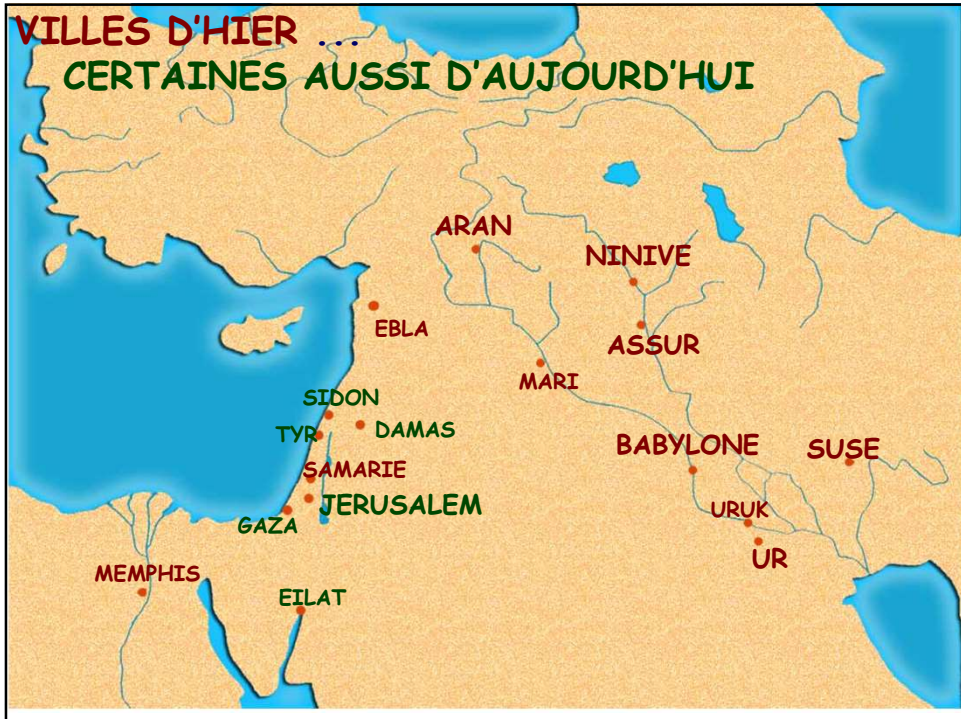 VILLES D'HIER ...
CERTAINES AUSSI D'AUJOURD'HUI
ARAN
NINIVE
EBLA
ASSUR
MARI
SIDON
TYR
DAMAS
BABYLONE
SUSE
SAMARIE
JERUSALEM
GAZA
URUK
UR
MEMPHIS
EILAT